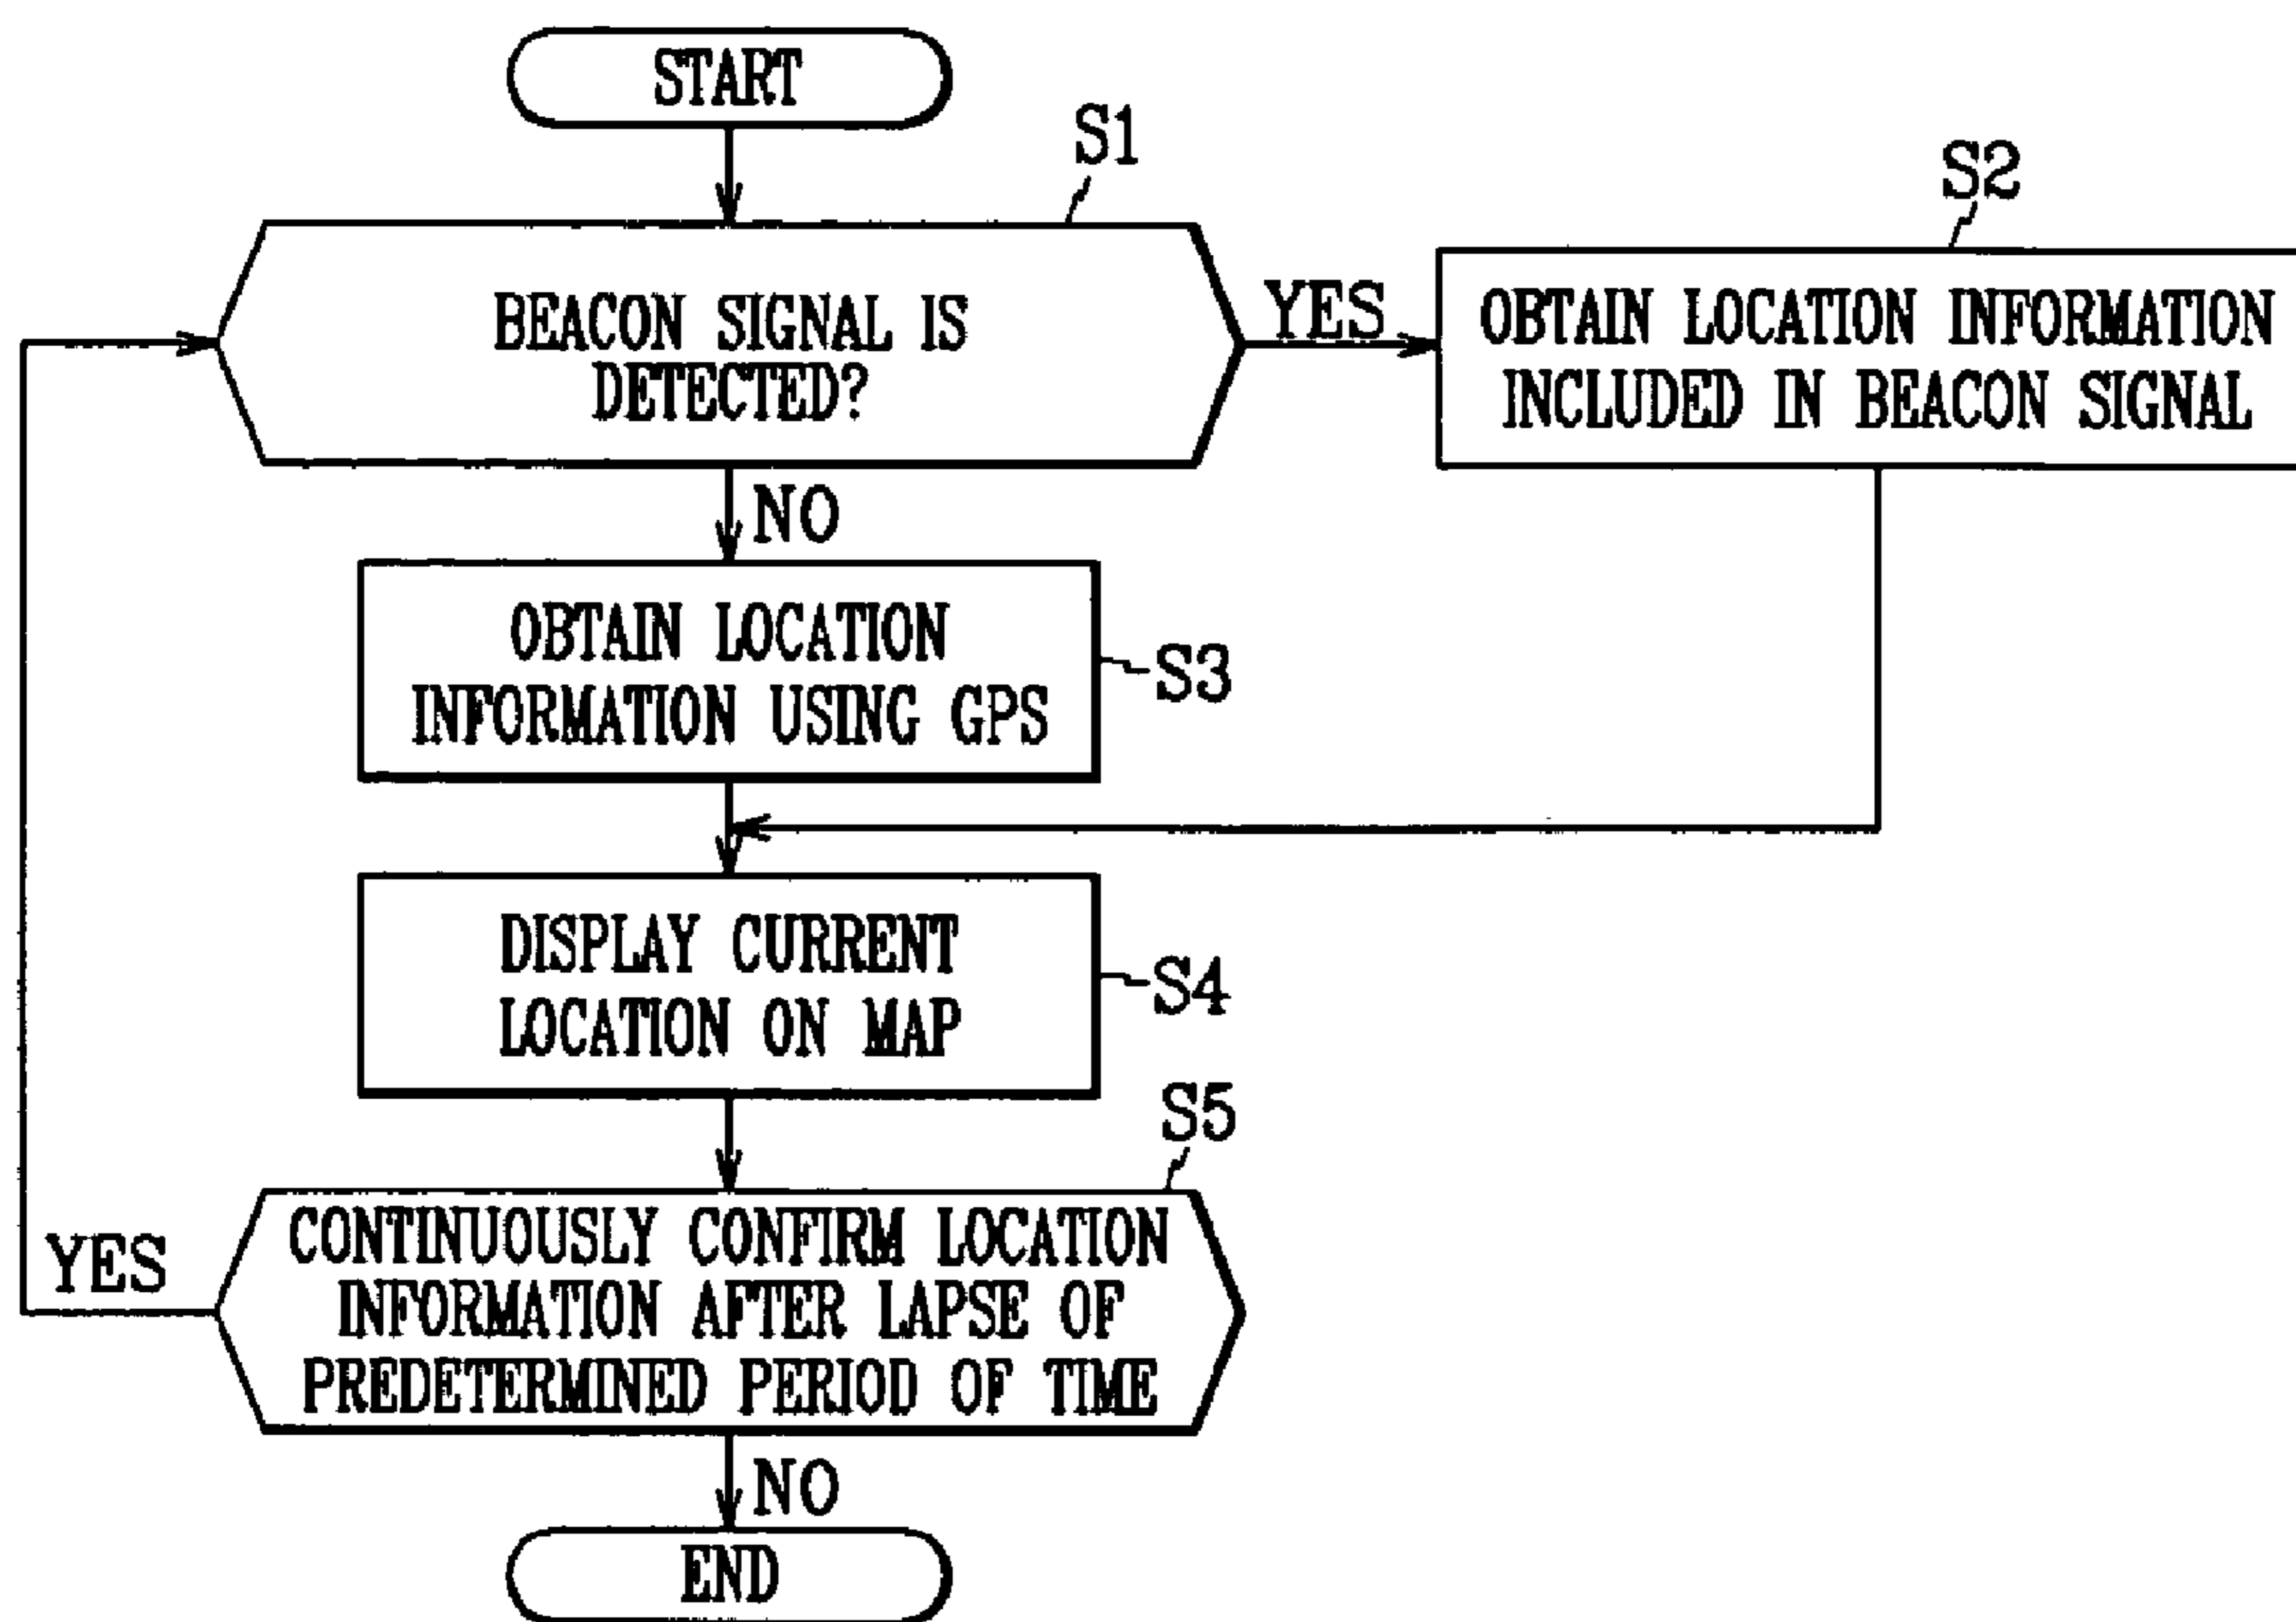 START
S1
BEACON SIGNAL IS
DETECTED?
YES
S2
OBTAIN LOCATION INFORMATION
INCLUDED IN BEACON SIGNAL
NO
OBTAIN LOCATION
INFORMATION USING GPS
S3
DISPLAY CURRENT
LOCATION ON MAP
S4
S5
CONTINUOUSLY CONFIRM LOCATION
INFORMATION AFTER LAPSE OF
PREDETERMINED PERIOD OF TIME
YES
NO
END